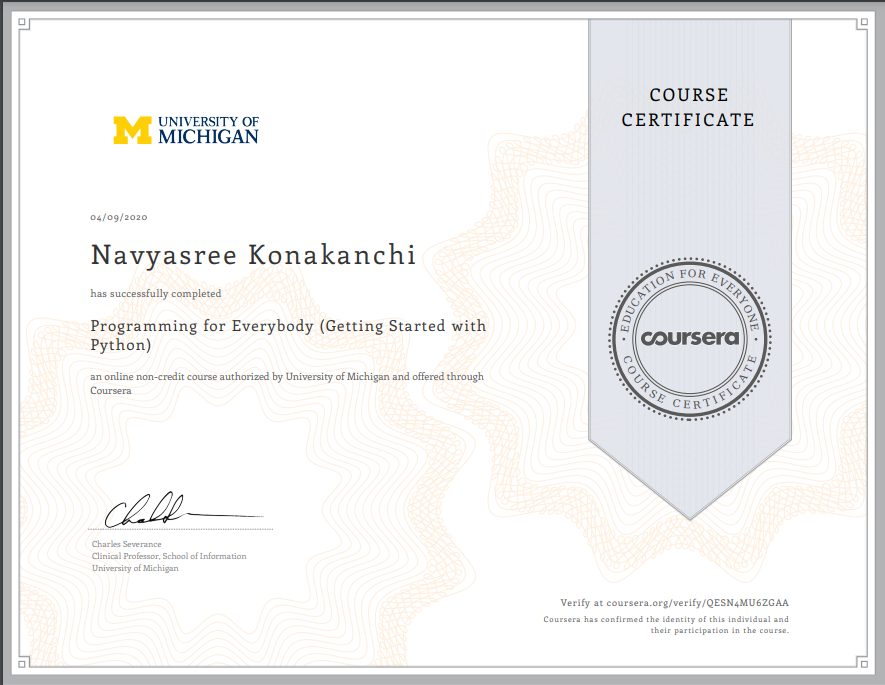 UNIVERSITY OF
MICHIGAN
COURSE
CERTIFICATE
04/09/2020
Navyasree Konakanchi
has successfully completed
Programming for Everybody (Getting Started with
Python)
an online non-credit course authorized by University of Michigan and offered through
Coursera
EDUCATION FOR EVERYONE
coursera
COURSE CERTIFICATE
Charles Severance
Clinical Professor, School of Information
University of Michigan
Verify at coursera.org/verify/QESN4MU6ZGAA
Coursera has confirmed the identity of this individual and
their participation in the course.